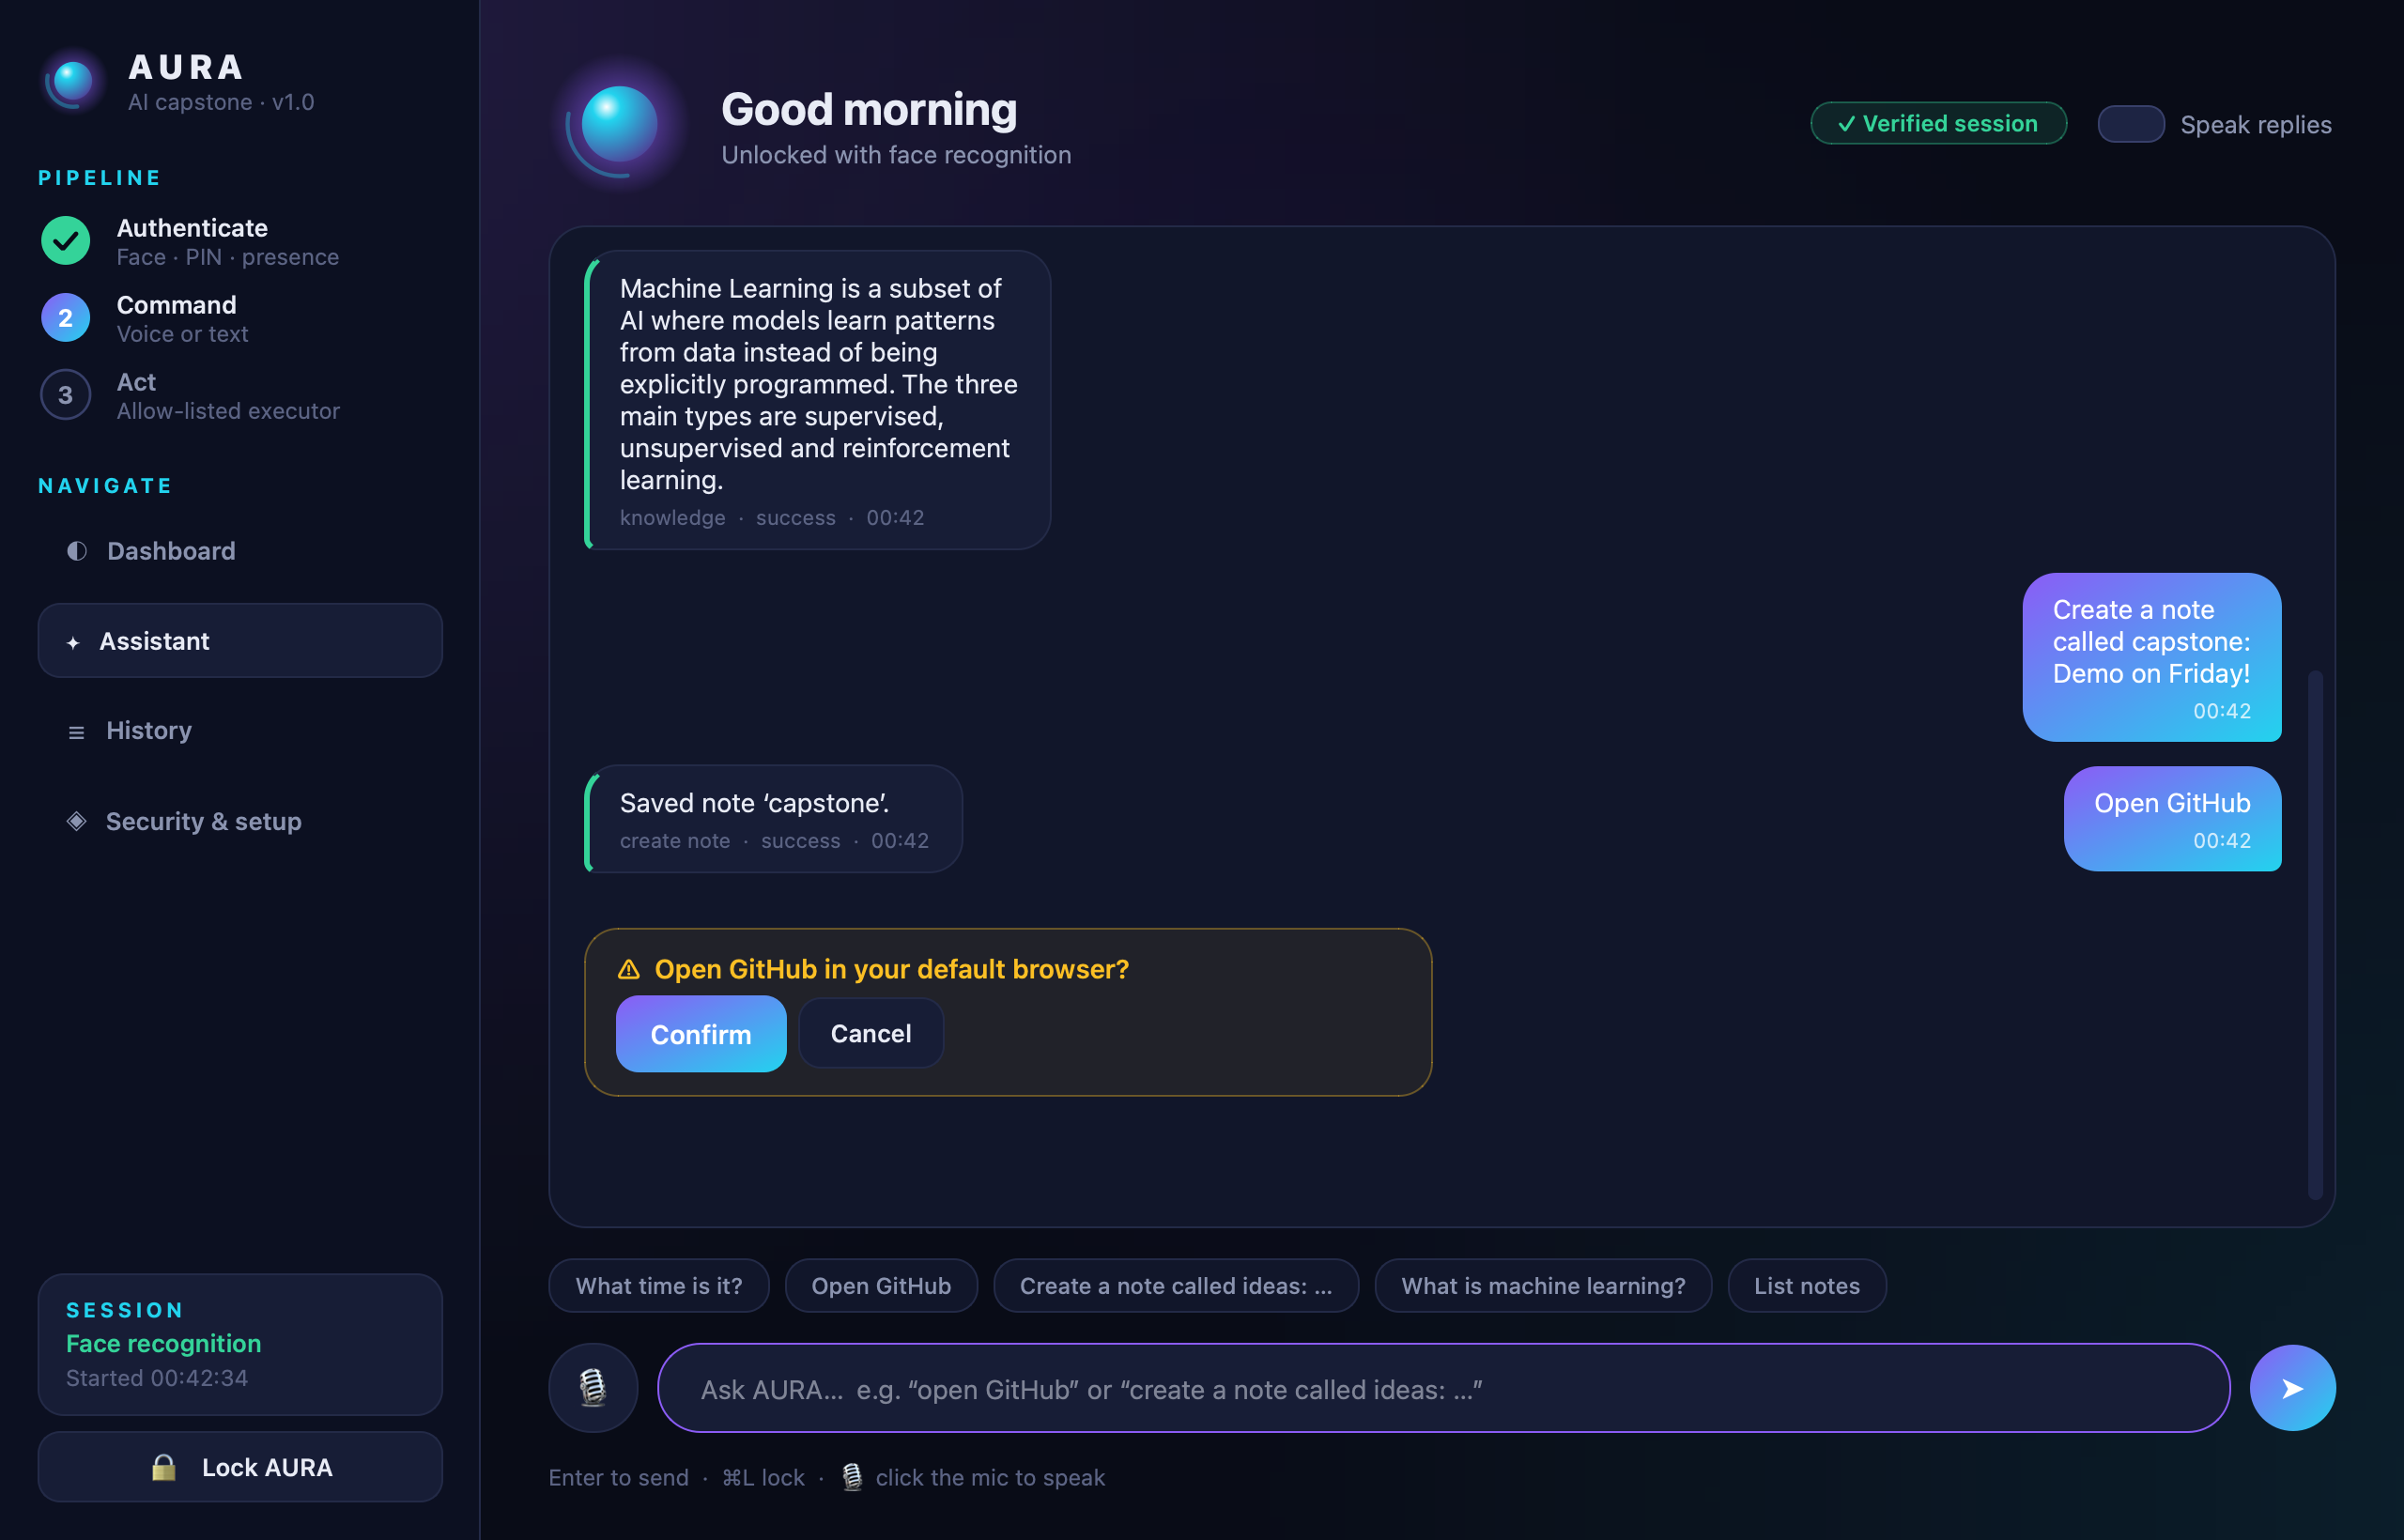 AURA
AI capstone · v1.0
PIPELINE
Authenticate
Face · PIN · presence
2
Command
Voice or text
3
Act
Allow-listed executor
NAVIGATE
Dashboard
Assistant
History
Security & setup
SESSION
Face recognition
Started 00:42:34
Lock AURA
Good morning
Unlocked with face recognition
✓ Verified session
Speak replies
Machine Learning is a subset of
AI where models learn patterns
from data instead of being
explicitly programmed. The three
main types are supervised,
unsupervised and reinforcement
learning.
knowledge · success · 00:42
Create a note
called capstone:
Demo on Friday!
00:42
Saved note ‘capstone’.
create note · success · 00:42
Open GitHub
00:42
⚠ Open GitHub in your default browser?
Confirm
Cancel
What time is it?
Open GitHub
Create a note called ideas: ...
What is machine learning?
List notes
Ask AURA... e.g. “open GitHub” or “create a note called ideas: ...”
Enter to send · ⌘L lock · 🎙 click the mic to speak